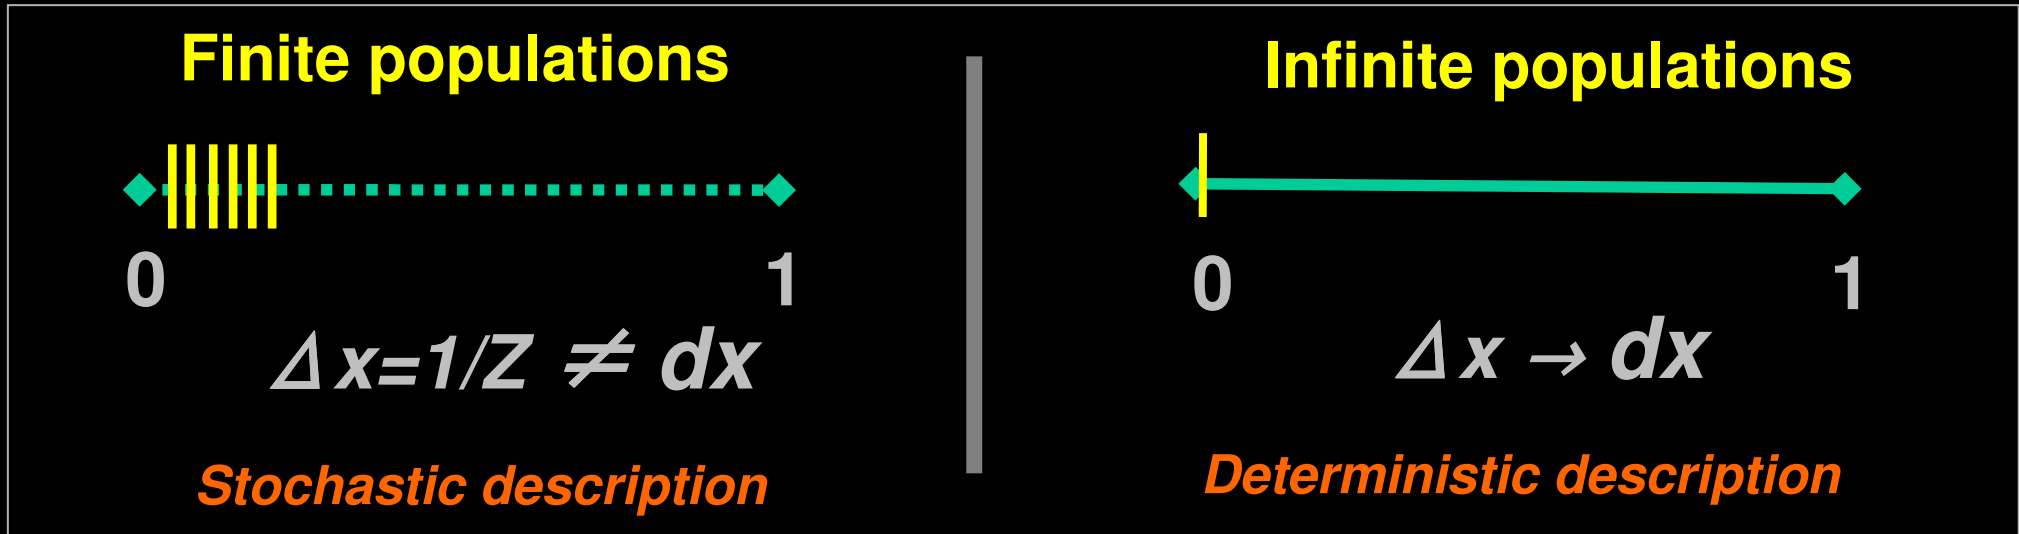 Finite populations
0 1
Δx=1/Z ≠ dx
Stochastic description
Infinite populations
0 1
Δx → dx
Deterministic description